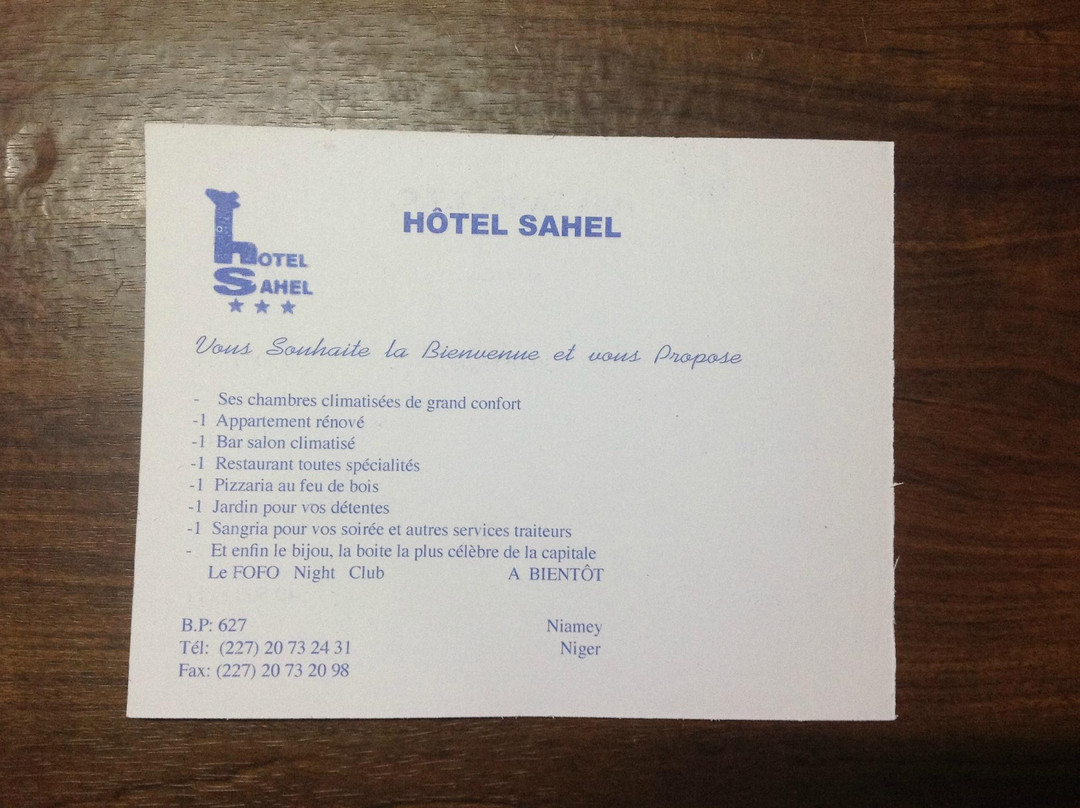 hOTEL
SAHEL
HÔTEL SAHEL
Vous Souhaite la Bienvenue et vous Propose
- Ses chambres climatisées de grand confort
-1 Appartement rénové
-1 Bar salon climatisé
-1 Restaurant toutes spécialités
-1 Pizzaria au feu de bois
-1 Jardin pour vos détentes
-1 Sangria pour vos soirée et autres services traiteurs
- Et enfin le bijou, la boite la plus célèbre de la capitale
Le FOFO Night Club A BIENTÔT
B.P: 627 Niamey
Tél: (227) 20 73 24 31 Niger
Fax: (227) 20 73 20 98